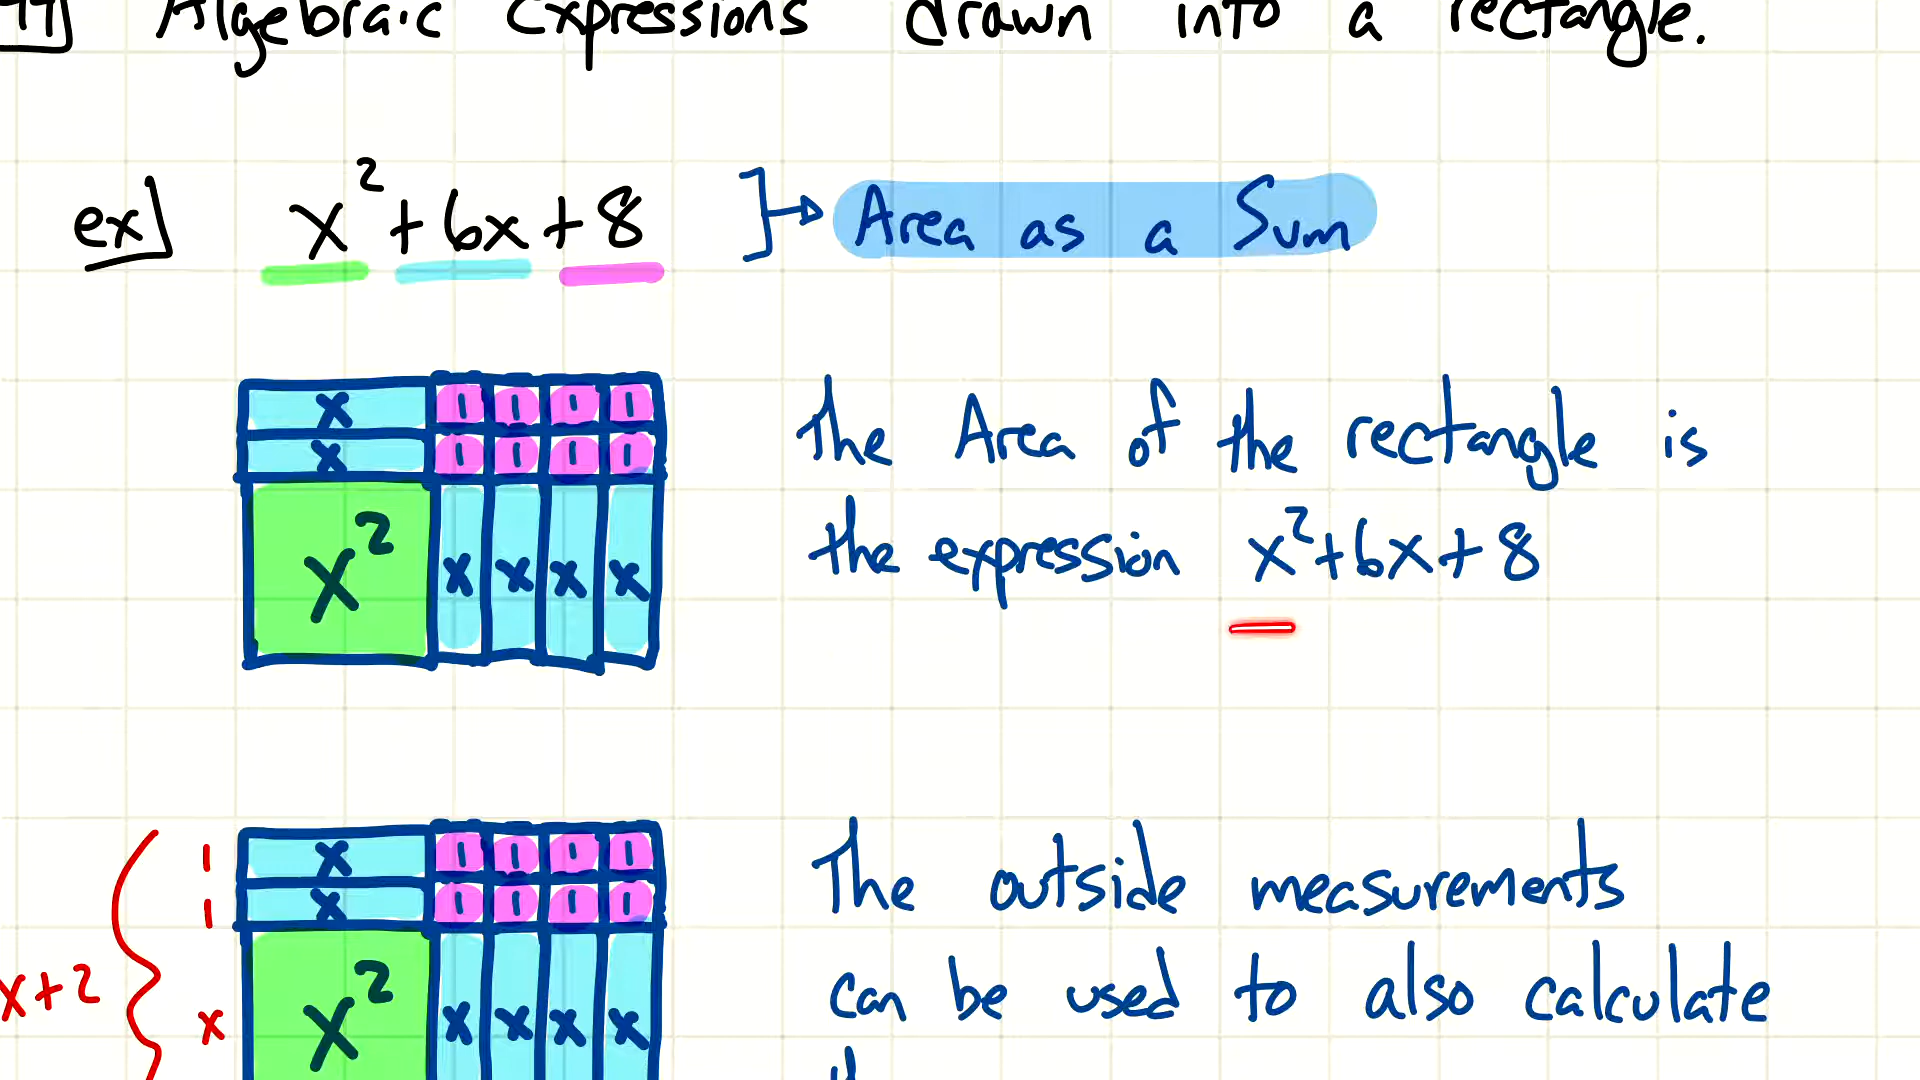 Algebraic Expressions drawn into a rectangle.
ex] x²+6x+8 Area as a Sum
x 1 1 1 1
x 1 1 1 1
x² x x x x
The Area of the rectangle is
the expression x²+6x+8
1 x 1 1 1 1
1 x 1 1 1 1
x+2 x x² x x x x
The outside measurements
can be used to also calculate